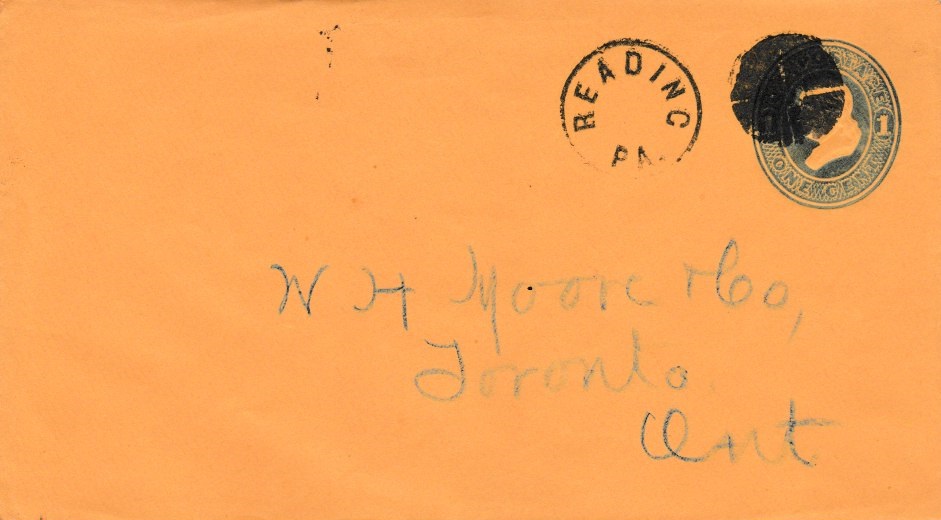 READING
PA.
1
ONE CENT
W H Moore & Co,
Toronto.
Ont